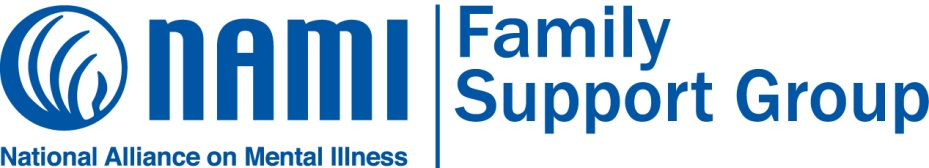 NAMI
National Alliance on Mental Illness
Family
Support Group